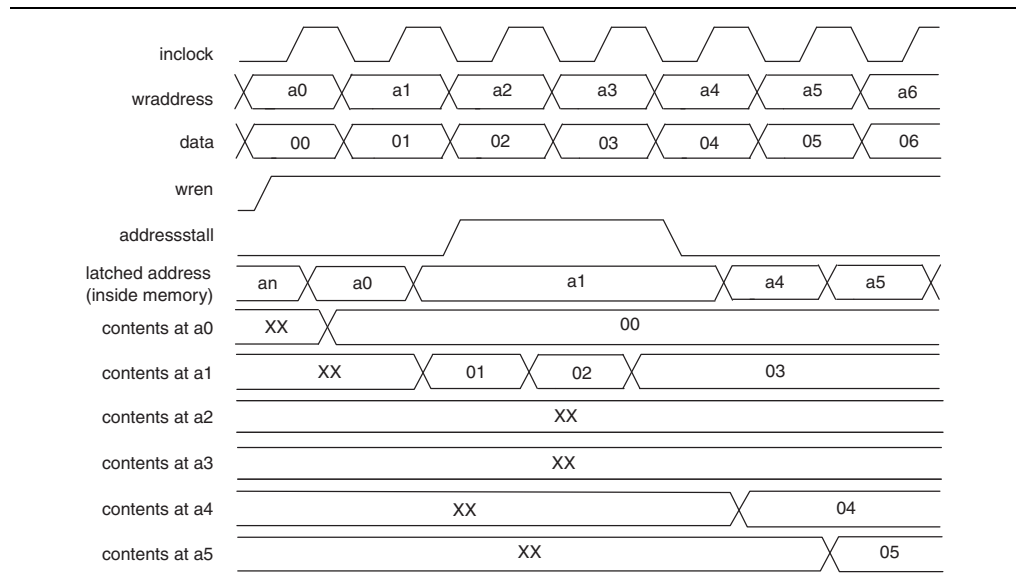 inclock
wraddress a0 a1 a2 a3 a4 a5 a6
data 00 01 02 03 04 05 06
wren
addressstall
latched address
(inside memory) an a0 a1 a4 a5
contents at a0 XX 00
contents at a1 XX 01 02 03
contents at a2 XX
contents at a3 XX
contents at a4 XX 04
contents at a5 XX 05